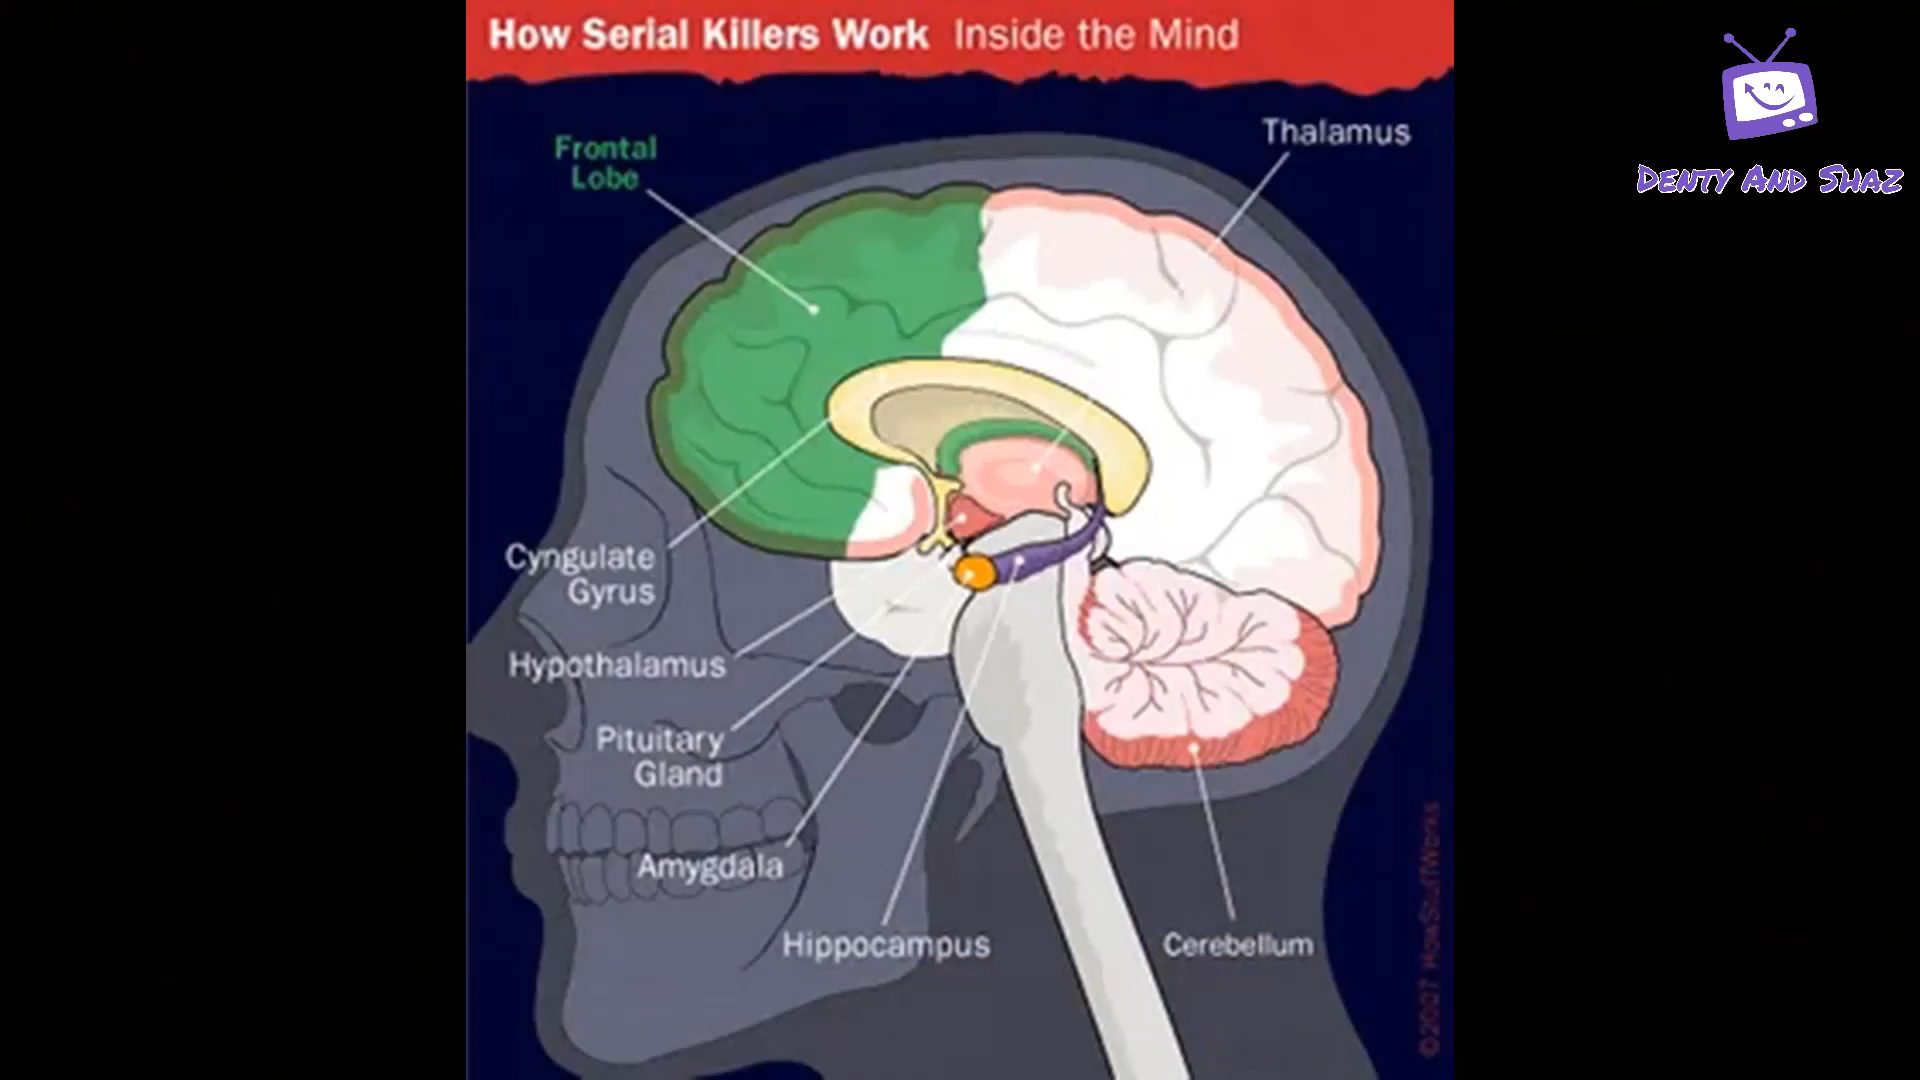 How Serial Killers Work Inside the Mind
Thalamus
Frontal
Lobe
DENTY AND SHAZ
Cyngulate
Gyrus
Hypothalamus
Pituitary
Gland
Amygdala
Hippocampus
Cerebellum
©2007 HowStuffWorks